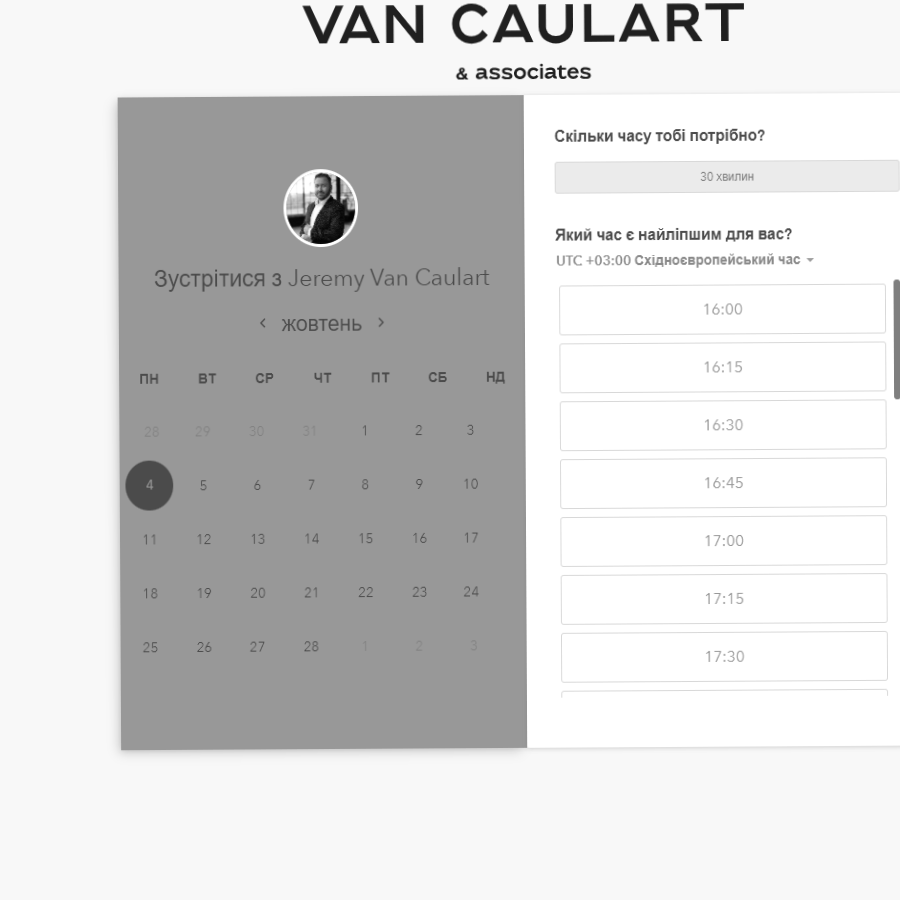 VAN CAULART
& associates
Зустрітися з Jeremy Van Caulart
‹ жовтень ›
ПН ВТ СР ЧТ ПТ СБ НД
28 29 30 31 1 2 3
4 5 6 7 8 9 10
11 12 13 14 15 16 17
18 19 20 21 22 23 24
25 26 27 28 1 2 3
Скільки часу тобі потрібно?
30 хвилин
Який час є найліпшим для вас?
UTC +03:00 Східноєвропейський час
16:00
16:15
16:30
16:45
17:00
17:15
17:30